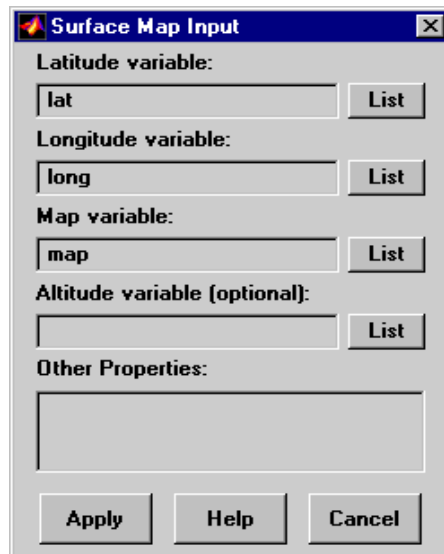 Surface Map Input
Latitude variable:
lat List
Longitude variable:
long List
Map variable:
map List
Altitude variable (optional):
List
Other Properties:
Apply Help Cancel